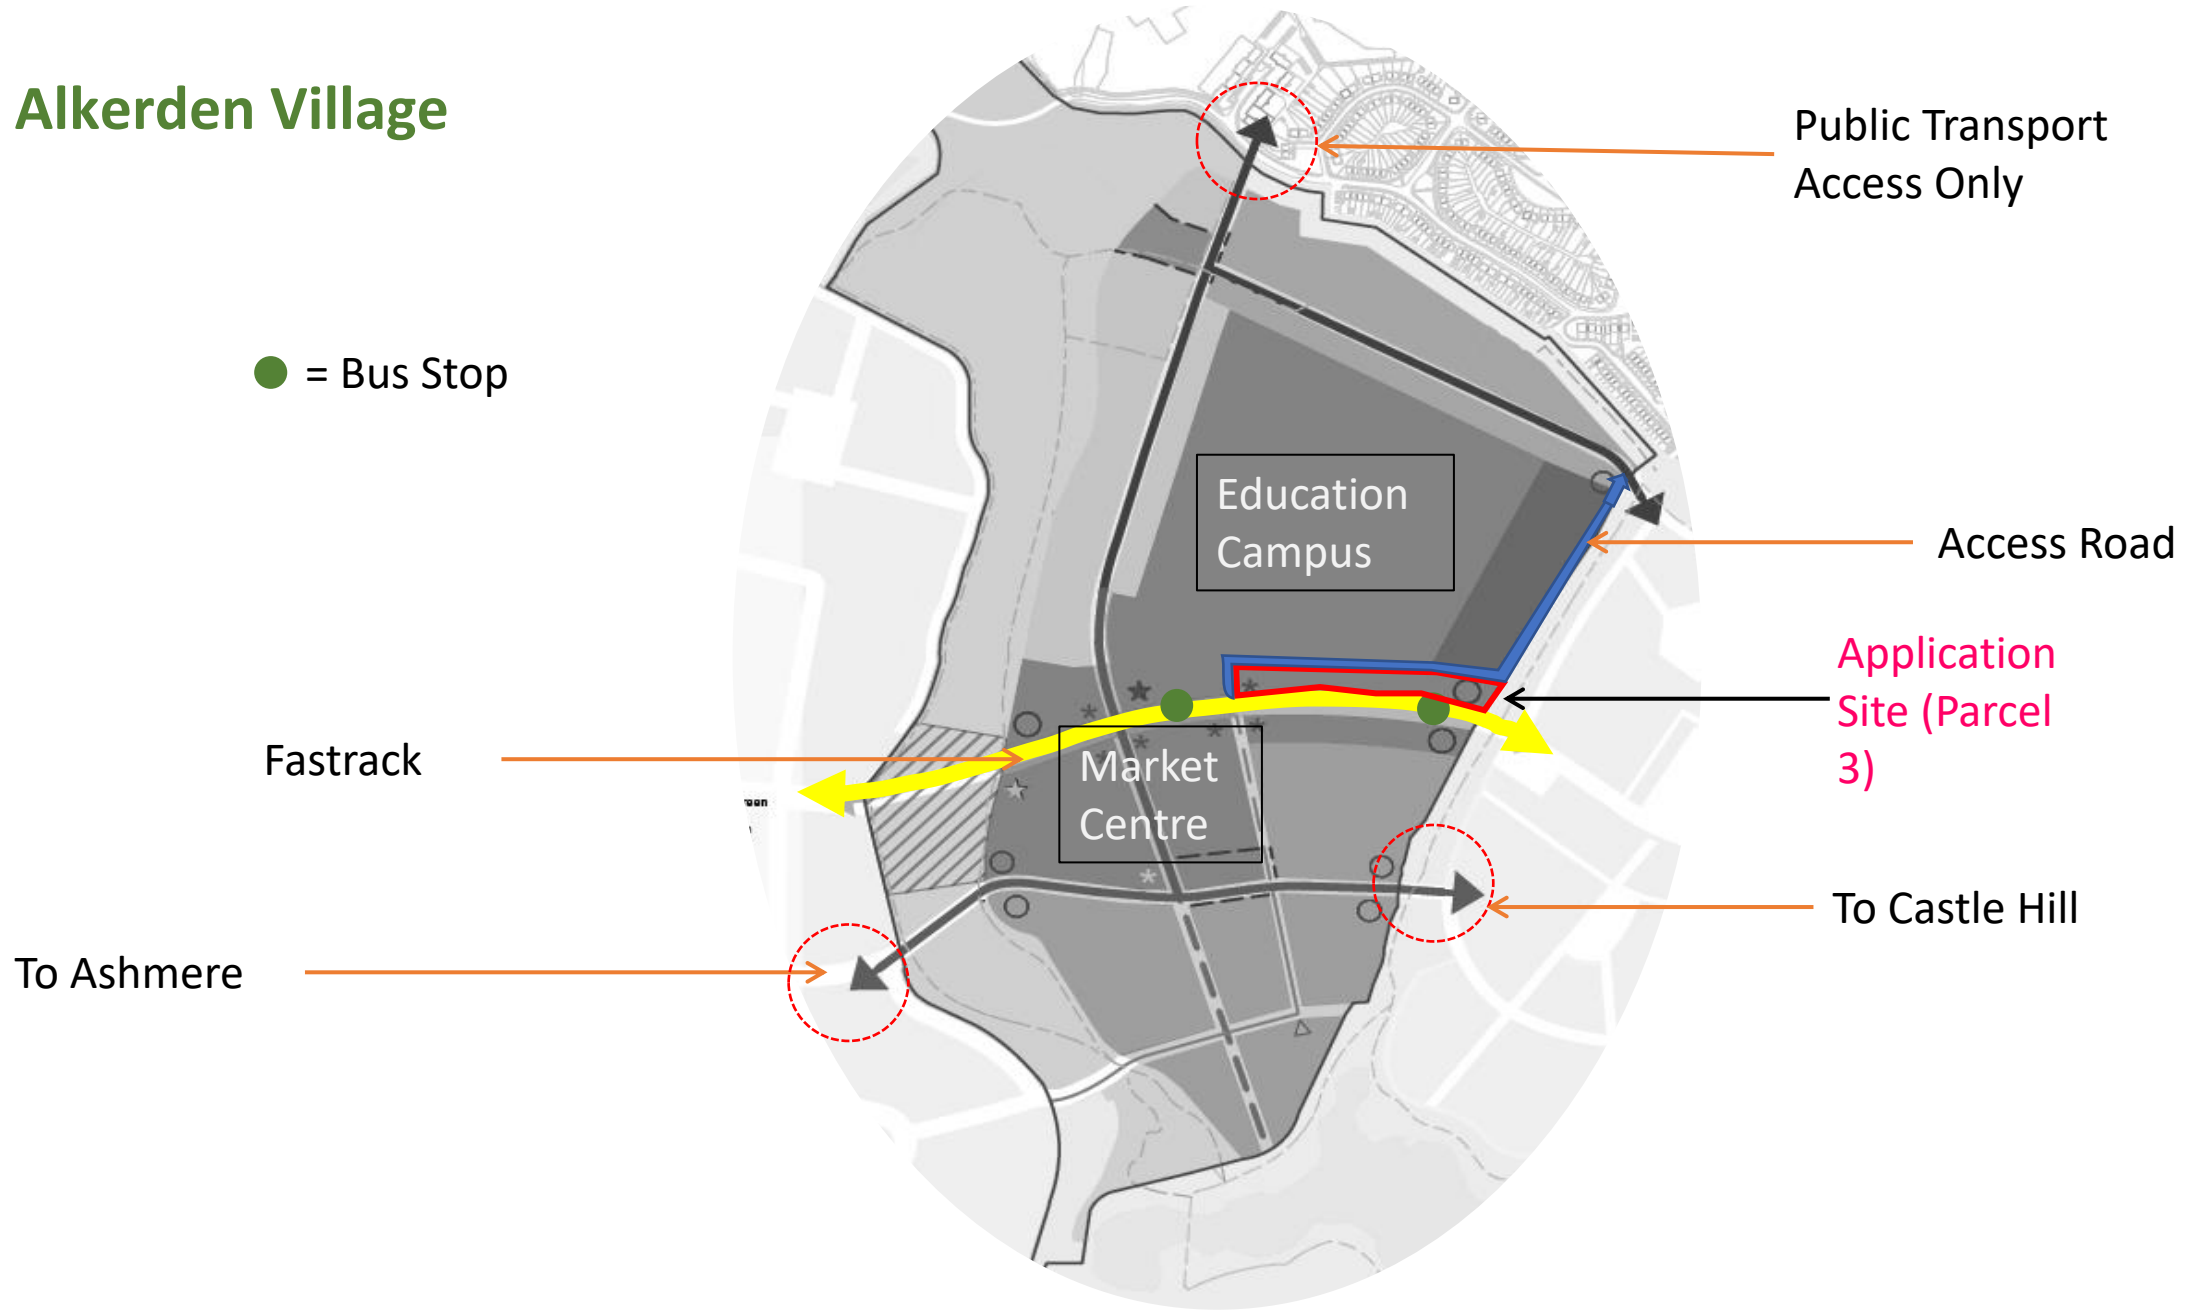 Alkerden Village
Public Transport
Access Only
= Bus Stop
Education
Campus
Access Road
Application
Site (Parcel
3)
Fastrack
Market
Centre
To Castle Hill
To Ashmere